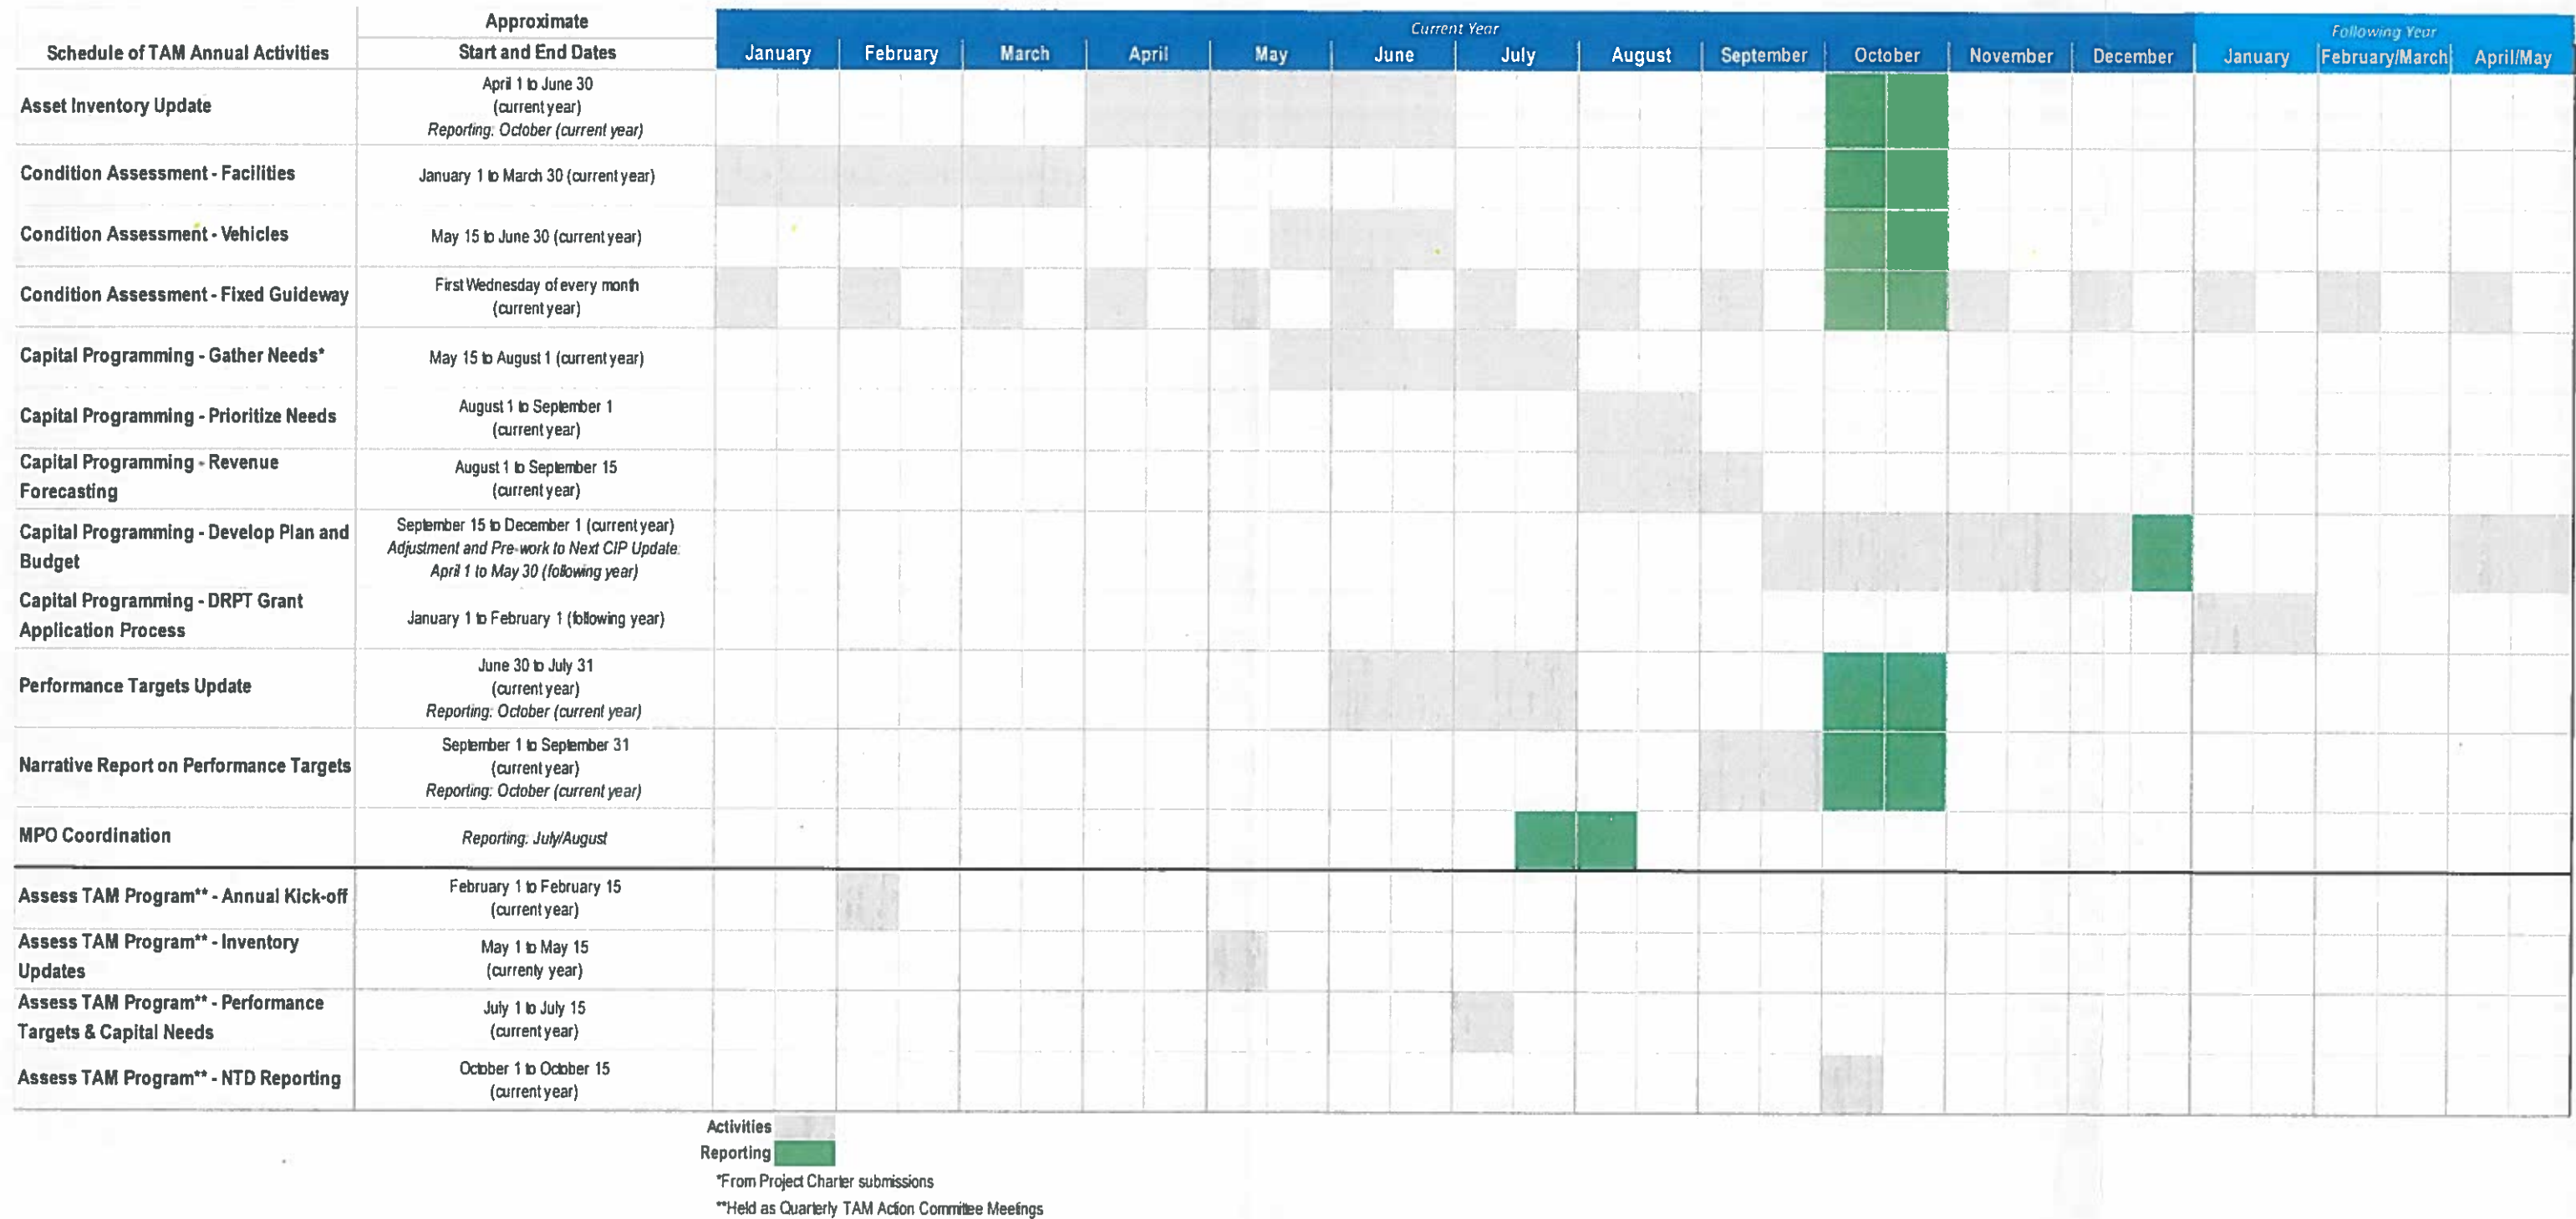 Approximate
Current Year
Following Year
Schedule of TAM Annual Activities
Start and End Dates
January
February
March
April
May
June
July
August
September
October
November
December
January
February/March
April/May
Asset Inventory Update
April 1 to June 30
(current year)
Reporting: October (current year)
Condition Assessment - Facilities
January 1 to March 30 (current year)
Condition Assessment - Vehicles
May 15 to June 30 (current year)
Condition Assessment - Fixed Guideway
First Wednesday of every month
(current year)
Capital Programming - Gather Needs*
May 15 to August 1 (current year)
Capital Programming - Prioritize Needs
August 1 to September 1
(current year)
Capital Programming - Revenue
Forecasting
August 1 to September 15
(current year)
Capital Programming - Develop Plan and
Budget
September 15 to December 1 (current year)
Adjustment and Pre-work to Next CIP Update:
April 1 to May 30 (following year)
Capital Programming - DRPT Grant
Application Process
January 1 to February 1 (following year)
Performance Targets Update
June 30 to July 31
(current year)
Reporting: October (current year)
Narrative Report on Performance Targets
September 1 to September 31
(current year)
Reporting: October (current year)
MPO Coordination
Reporting: July/August
Assess TAM Program** - Annual Kick-off
February 1 to February 15
(current year)
Assess TAM Program** - Inventory
Updates
May 1 to May 15
(currenly year)
Assess TAM Program** - Performance
Targets & Capital Needs
July 1 to July 15
(current year)
Assess TAM Program** - NTD Reporting
October 1 to October 15
(current year)
Activities
Reporting
*From Project Charter submissions
**Held as Quarterly TAM Action Committee Meetings